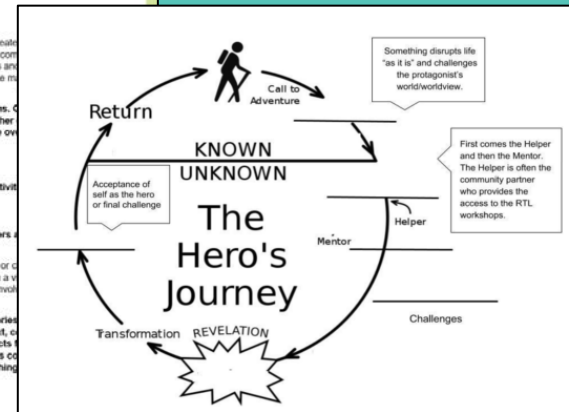 Something disrupts life
"as it is" and challenges
the protagonist's
world/worldview.
Call to
Adventure
Return
KNOWN
UNKNOWN
First comes the Helper
and then the Mentor.
The Helper is often the
community partner
who provides the
access to the RTL
workshops.
Acceptance of
self as the hero
or final challenge
The
Hero's
Journey
Helper
Mentor
Challenges
Transformation
REVELATION